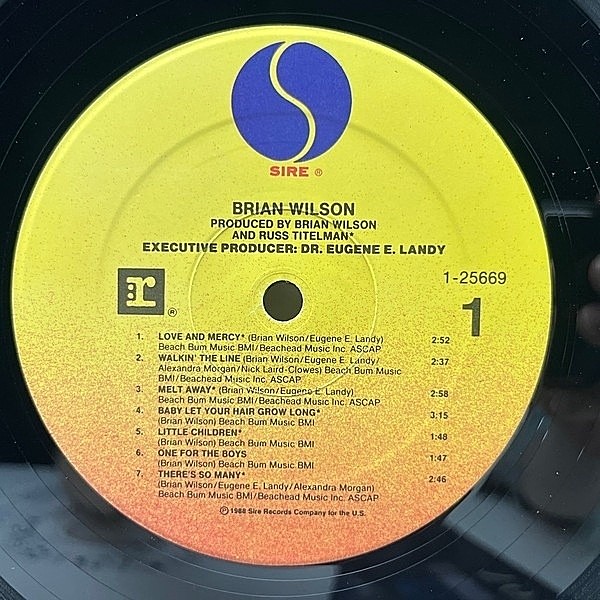 SIRE ®
BRIAN WILSON
PRODUCED BY BRIAN WILSON
AND RUSS TITELMAN*
EXECUTIVE PRODUCER: DR. EUGENE E. LANDY
:r ®
1-25669
1
1. LOVE AND MERCY* (Brian Wilson/Eugene E. Landy) 2:52
Beach Bum Music BMI/Beachead Music Inc. ASCAP
2. WALKIN' THE LINE (Brian Wilson/Eugene E. Landy/ 2:37
Alexandra Morgan/Nick Laird-Clowes) Beach Bum Music
BMI/Beachead Music Inc. ASCAP
3. MELT AWAY* (Brian Wilson/Eugene E. Landy) 2:58
Beach Bum Music BMI/Beachead Music Inc. ASCAP
4. BABY LET YOUR HAIR GROW LONG* 3:15
(Brian Wilson) Beach Bum Music BMI
5. LITTLE CHILDREN* 1:48
(Brian Wilson) Beach Bum Music BMI
6. ONE FOR THE BOYS 1:47
(Brian Wilson) Beach Bum Music BMI
7. THERE'S SO MANY* 2:46
(Brian Wilson/Eugene E. Landy/Alexandra Morgan)
Beach Bum Music BMI/Beachead Music Inc. ASCAP
℗ 1988 Sire Records Company for the U.S.